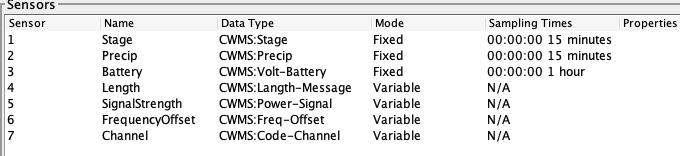 Sensors
Sensor Name Data Type Mode Sampling Times Properties
1 Stage CWMS:Stage Fixed 00:00:00 15 minutes
2 Precip CWMS:Precip Fixed 00:00:00 15 minutes
3 Battery CWMS:Volt-Battery Fixed 00:00:00 1 hour
4 Length CWMS:Langth-Message Variable N/A
5 SignalStrength CWMS:Power-Signal Variable N/A
6 FrequencyOffset CWMS:Freq-Offset Variable N/A
7 Channel CWMS:Code-Channel Variable N/A